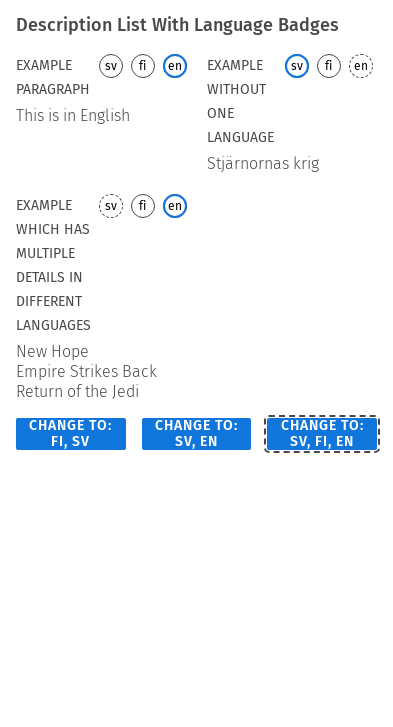 Description List With Language Badges
EXAMPLE PARAGRAPH
sv fi en
This is in English
EXAMPLE WITHOUT ONE LANGUAGE
sv fi en
Stjärnornas krig
EXAMPLE WHICH HAS MULTIPLE DETAILS IN DIFFERENT LANGUAGES
sv fi en
New Hope
Empire Strikes Back
Return of the Jedi
CHANGE TO: FI, SV
CHANGE TO: SV, EN
CHANGE TO: SV, FI, EN